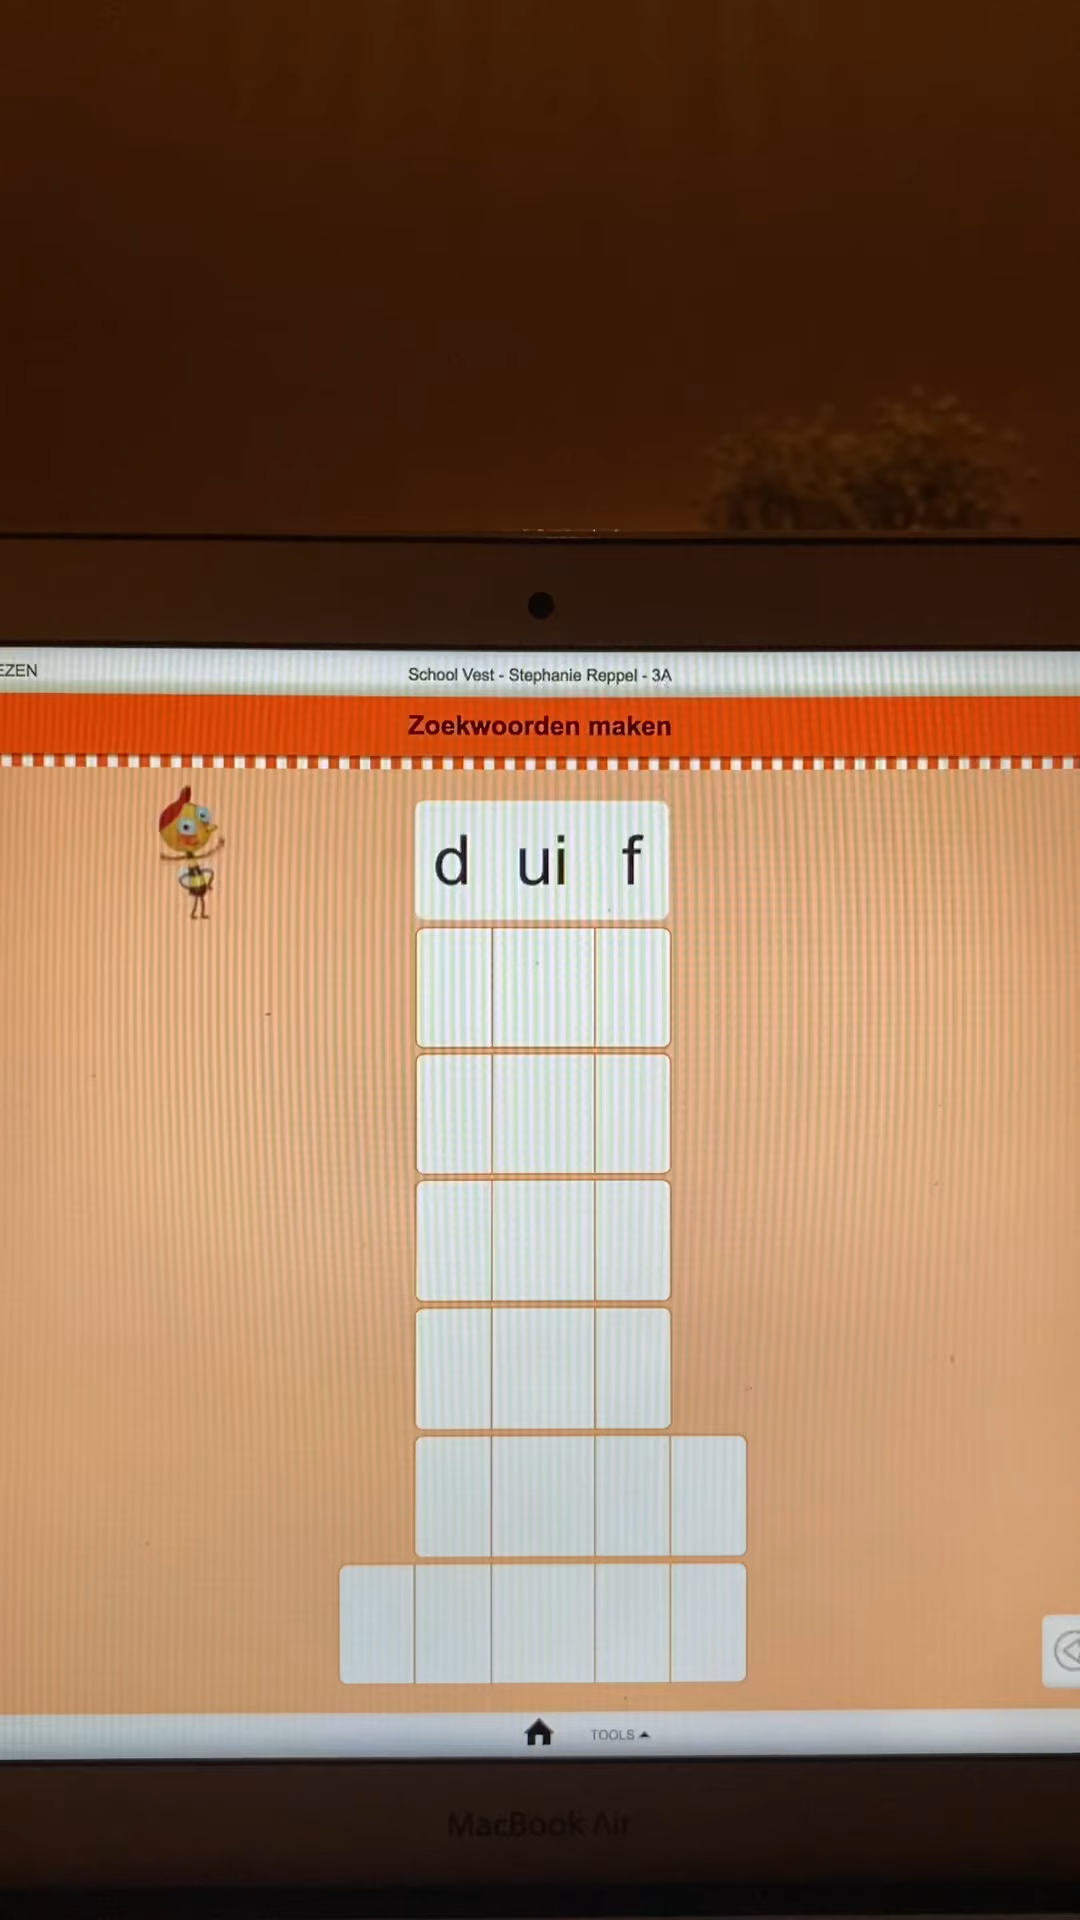 EZEN
School Vest - Stephanie Reppel - 3A
Zoekwoorden maken
d ui f
TOOLS
MacBook Air